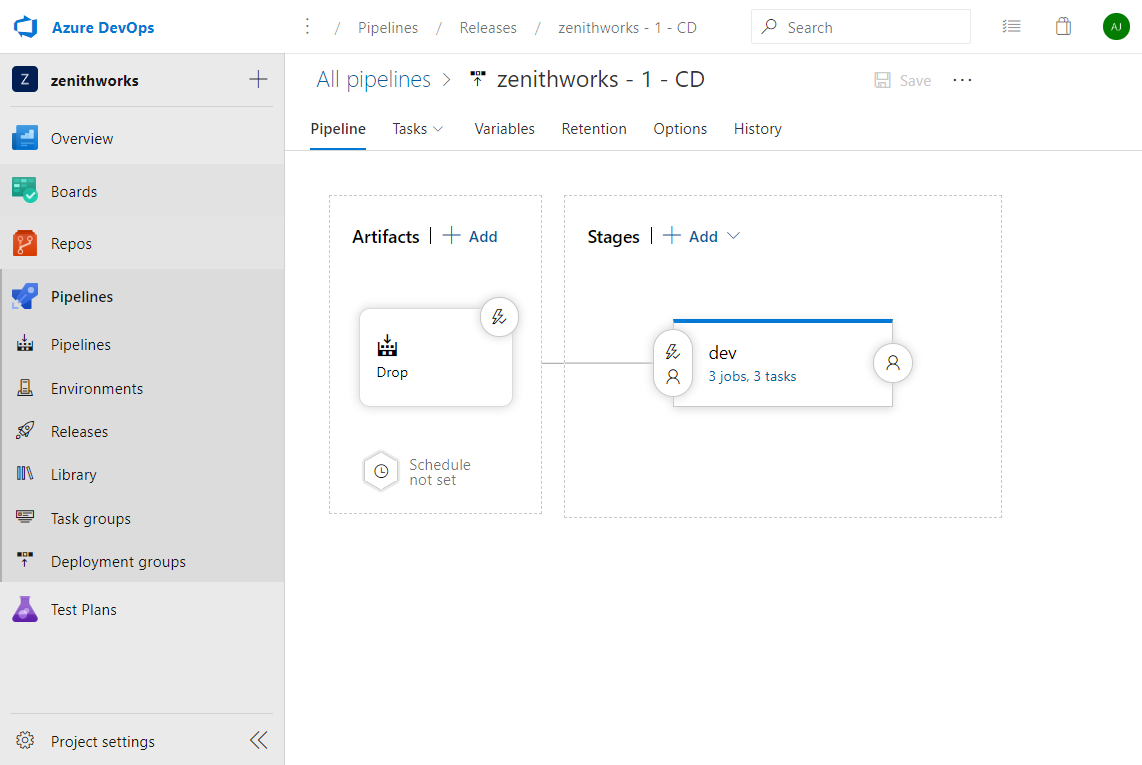 Azure DevOps
/ Pipelines / Releases / zenithworks - 1 - CD
Search
AJ
Z zenithworks
Overview
Boards
Repos
Pipelines
Pipelines
Environments
Releases
Library
Task groups
Deployment groups
Test Plans
Project settings
All pipelines > zenithworks - 1 - CD
Save ...
Pipeline Tasks Variables Retention Options History
Artifacts | + Add
Drop
Schedule
not set
Stages | + Add
dev
3 jobs, 3 tasks